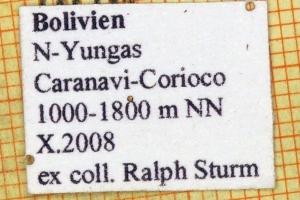 Bolivien
N-Yungas
Caranavi-Corioco
1000-1800 m NN
X.2008
ex coll. Ralph Sturm